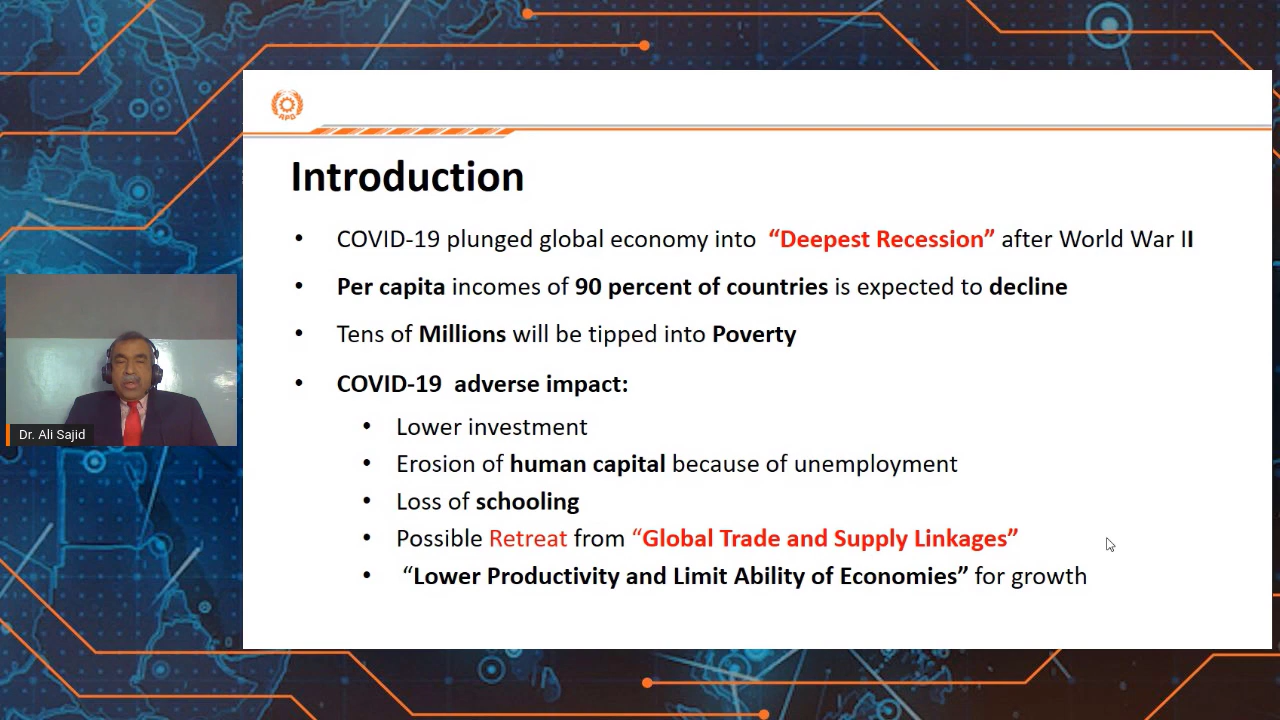 APO
Introduction
• COVID-19 plunged global economy into “Deepest Recession” after World War II
• Per capita incomes of 90 percent of countries is expected to decline
• Tens of Millions will be tipped into Poverty
• COVID-19 adverse impact:
• Lower investment
• Erosion of human capital because of unemployment
• Loss of schooling
• Possible Retreat from “Global Trade and Supply Linkages”
• “Lower Productivity and Limit Ability of Economies” for growth
Dr. Ali Sajid